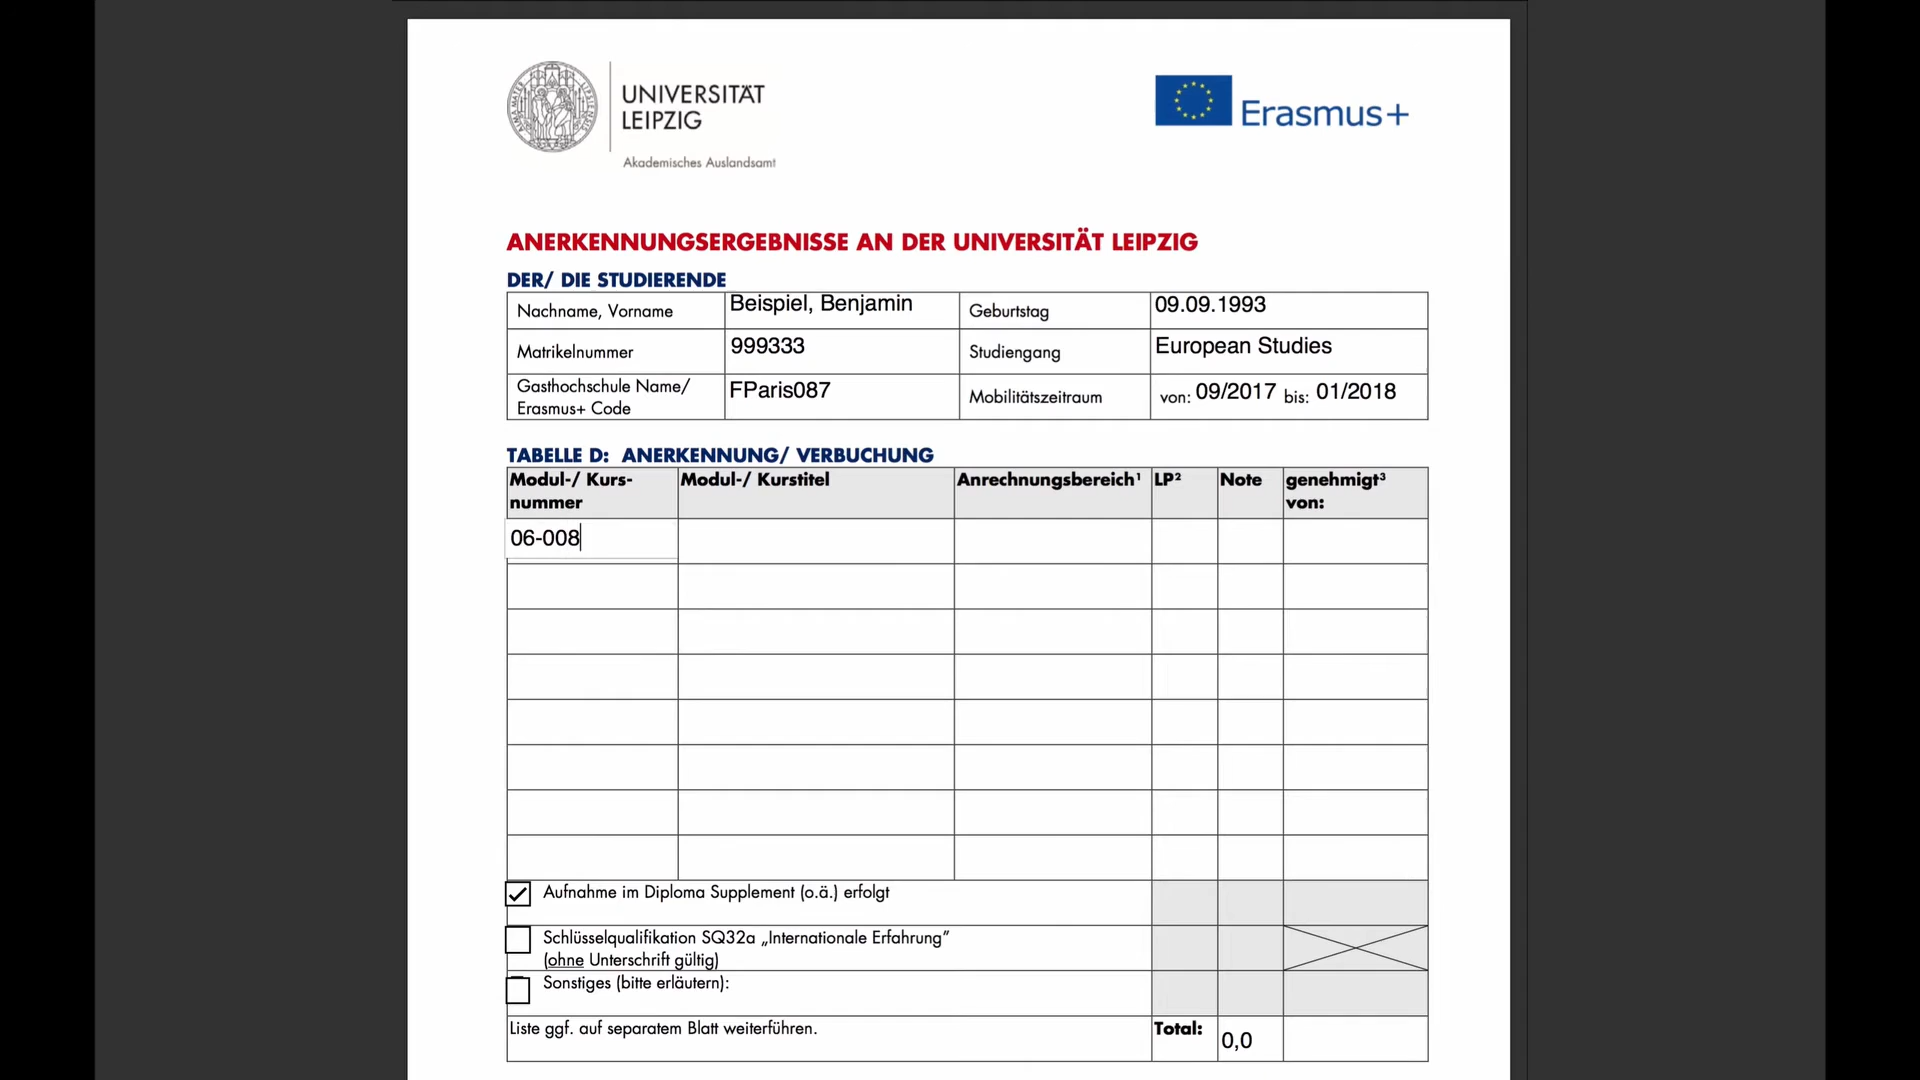 UNIVERSITÄT
LEIPZIG
Akademisches Auslandsamt
Erasmus+
ANERKENNUNGSERGEBNISSE AN DER UNIVERSITÄT LEIPZIG
DER/ DIE STUDIERENDE
Nachname, Vorname Beispiel, Benjamin Geburtstag 09.09.1993
Matrikelnummer 999333 Studiengang European Studies
Gasthochschule Name/
Erasmus+ Code FParis087 Mobilitätszeitraum von: 09/2017 bis: 01/2018
TABELLE D: ANERKENNUNG/ VERBUCHUNG
Modul-/ Kurs- Modul-/ Kurstitel Anrechnungsbereich¹ LP² Note genehmigt³
nummer von:
06-008
Aufnahme im Diploma Supplement (o.ä.) erfolgt
Schlüsselqualifikation SQ32a „Internationale Erfahrung”
(ohne Unterschrift gültig)
Sonstiges (bitte erläutern):
Liste ggf. auf separatem Blatt weiterführen. Total: 0,0